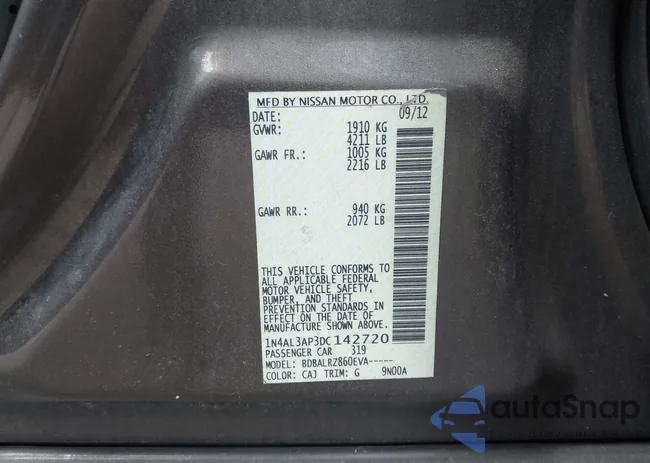 MFD BY NISSAN MOTOR CO., LTD.
DATE: 09/12
GVWR: 1910 KG
4211 LB
GAWR FR.: 1005 KG
2216 LB
GAWR RR.: 940 KG
2072 LB
THIS VEHICLE CONFORMS TO
ALL APPLICABLE FEDERAL
MOTOR VEHICLE SAFETY,
BUMPER, AND THEFT
PREVENTION STANDARDS IN
EFFECT ON THE DATE OF
MANUFACTURE SHOWN ABOVE.
1N4AL3AP3DC142720
PASSENGER CAR 319
MODEL: BDBALRZ860EVA-----
COLOR: CAJ TRIM: G 9N00A
autoSnap